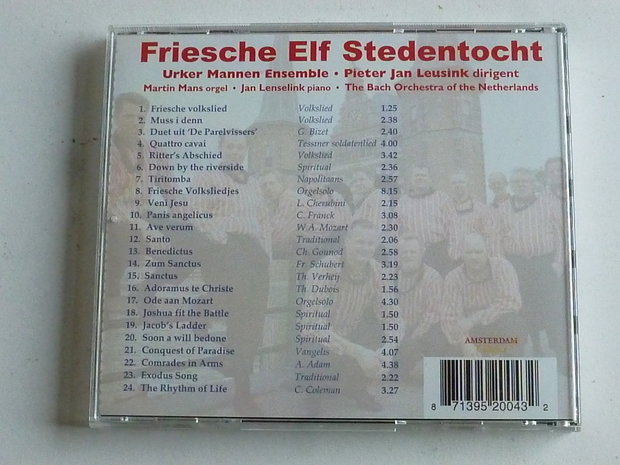 Friesche Elf Stedentocht
Urker Mannen Ensemble • Pieter Jan Leusink dirigent
Martin Mans orgel • Jan Lenselink piano • The Bach Orchestra of the Netherlands
1. Friesche volkslied Volkslied 1.25
2. Muss i denn Volkslied 2.38
3. Duet uit 'De Parelvissers' G. Bizet 2.40
4. Quattro cavai Tessiner soldatenlied 4.00
5. Ritter's Abschied Volkslied 3.42
6. Down by the riverside Spiritual 2.36
7. Tiritomba Napolitaans 2.57
8. Friesche Volksliedjes Orgelsolo 8.15
9. Veni Jesu L. Cherubini 2.15
10. Panis angelicus C. Franck 3.08
11. Ave verum W.A. Mozart 2.30
12. Santo Traditional 2.06
13. Benedictus Ch. Gounod 2.58
14. Zum Sanctus Fr. Schubert 3.19
15. Sanctus Th. Verheij 2.23
16. Adoramus te Christe Th. Dubois 1.56
17. Ode aan Mozart Orgelsolo 4.30
18. Joshua fit the Battle Spiritual 1.50
19. Jacob's Ladder Spiritual 1.50
20. Soon a will bedone Spiritual 2.54
21. Conquest of Paradise Vangelis 4.07
22. Comrades in Arms A. Adam 4.38
23. Exodus Song Traditional 2.22
24. The Rhythm of Life C. Coleman 3.27
AMSTERDAM
8 71395 20043 2